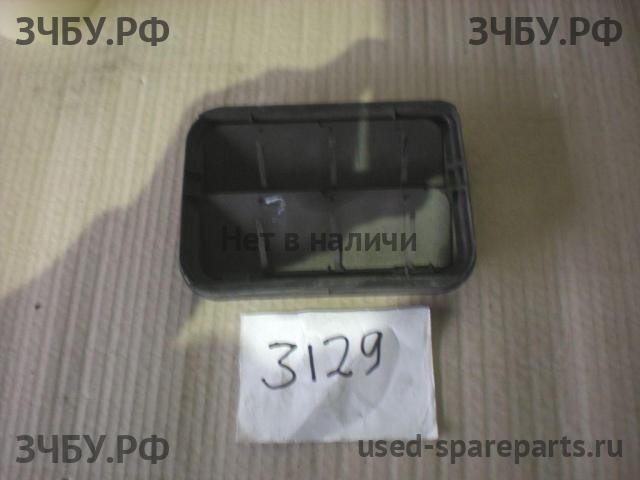 ЗЧБУ.РФ ЗЧБУ.РФ
Нет в наличи
3129
ЗЧБУ.РФ used-spareparts.ru